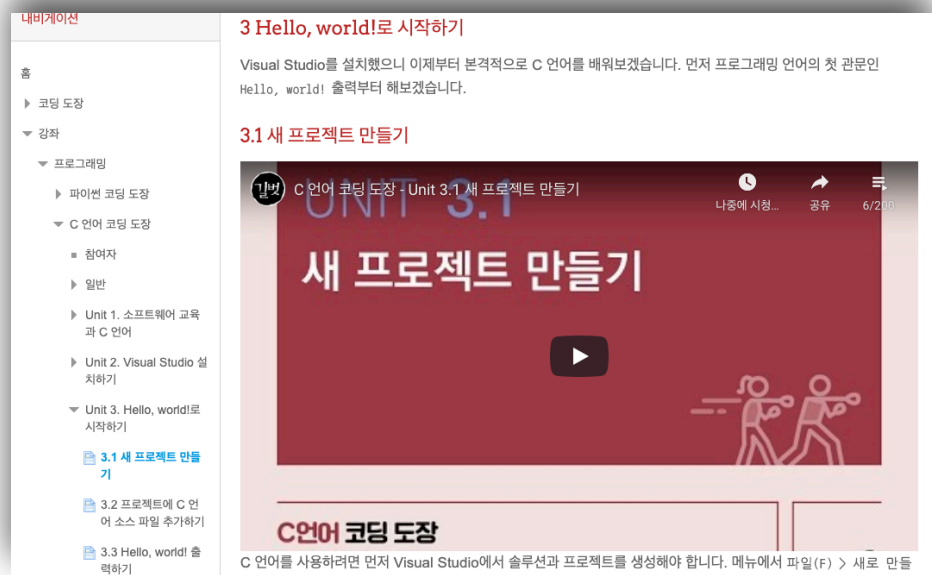 내비게이션
홈
코딩 도장
강좌
프로그래밍
파이썬 코딩 도장
C 언어 코딩 도장
참여자
일반
Unit 1. 소프트웨어 교육
과 C 언어
Unit 2. Visual Studio 설
치하기
Unit 3. Hello, world!로
시작하기
3.1 새 프로젝트 만들
기
3.2 프로젝트에 C 언
어 소스 파일 추가하기
3.3 Hello, world! 출
력하기
3 Hello, world!로 시작하기
Visual Studio를 설치했으니 이제부터 본격적으로 C 언어를 배워보겠습니다. 먼저 프로그래밍 언어의 첫 관문인
Hello, world! 출력부터 해보겠습니다.
3.1 새 프로젝트 만들기
길벗
C 언어 코딩 도장 - Unit 3.1 새 프로젝트 만들기
나중에 시청...
공유
6/200
UNIT 3.1
새 프로젝트 만들기
C언어 코딩 도장
C 언어를 사용하려면 먼저 Visual Studio에서 솔루션과 프로젝트를 생성해야 합니다. 메뉴에서 파일(F) > 새로 만들